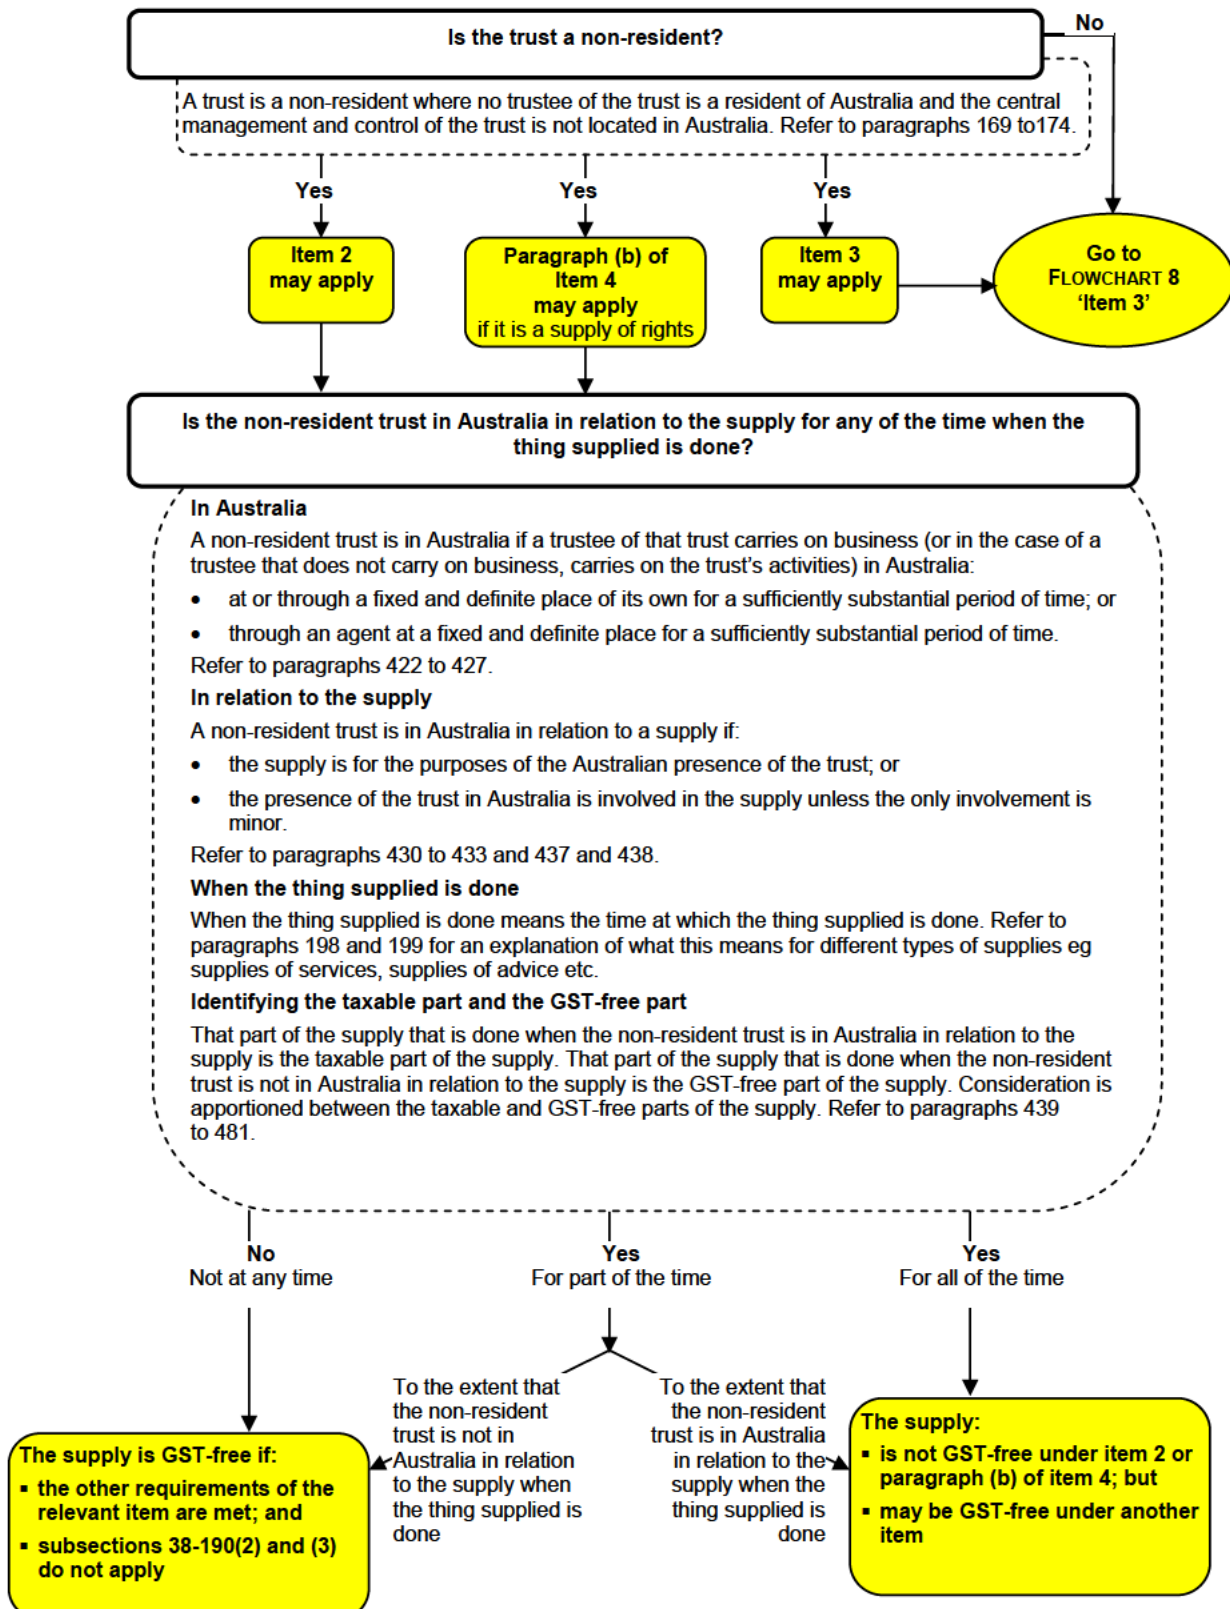 Is the trust a non-resident?
No
A trust is a non-resident where no trustee of the trust is a resident of Australia and the central
management and control of the trust is not located in Australia. Refer to paragraphs 169 to174.
Yes
Yes
Yes
Item 2
may apply
Paragraph (b) of
Item 4
may apply
if it is a supply of rights
Item 3
may apply
Go to
FLOWCHART 8
‘Item 3’
Is the non-resident trust in Australia in relation to the supply for any of the time when the
thing supplied is done?
In Australia
A non-resident trust is in Australia if a trustee of that trust carries on business (or in the case of a
trustee that does not carry on business, carries on the trust’s activities) in Australia:
• at or through a fixed and definite place of its own for a sufficiently substantial period of time; or
• through an agent at a fixed and definite place for a sufficiently substantial period of time.
Refer to paragraphs 422 to 427.
In relation to the supply
A non-resident trust is in Australia in relation to a supply if:
• the supply is for the purposes of the Australian presence of the trust; or
• the presence of the trust in Australia is involved in the supply unless the only involvement is
minor.
Refer to paragraphs 430 to 433 and 437 and 438.
When the thing supplied is done
When the thing supplied is done means the time at which the thing supplied is done. Refer to
paragraphs 198 and 199 for an explanation of what this means for different types of supplies eg
supplies of services, supplies of advice etc.
Identifying the taxable part and the GST-free part
That part of the supply that is done when the non-resident trust is in Australia in relation to the
supply is the taxable part of the supply. That part of the supply that is done when the non-resident
trust is not in Australia in relation to the supply is the GST-free part of the supply. Consideration is
apportioned between the taxable and GST-free parts of the supply. Refer to paragraphs 439
to 481.
No
Not at any time
Yes
For part of the time
Yes
For all of the time
To the extent that
the non-resident
trust is not in
Australia in relation
to the supply when
the thing supplied is
done
To the extent that
the non-resident
trust is in Australia
in relation to the
supply when the
thing supplied is
done
The supply is GST-free if:
▪ the other requirements of the
relevant item are met; and
▪ subsections 38-190(2) and (3)
do not apply
The supply:
▪ is not GST-free under item 2 or
paragraph (b) of item 4; but
▪ may be GST-free under another
item